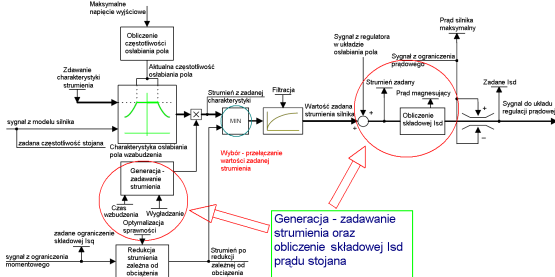 Maksymalne
napięcie wyjściowe
Obliczenie
częstotliwości
osłabiania pola
Aktualna częstotliwość
osłabiania pola
Zdawanie
charakterystyki
strumienia
sygnał z modelu silnika
zadana częstotliwość stojana
Charakterystyka osłabiania
pola wzbudzenia
Strumień z zadanej
charakterystyki
MIN
Filtracja
Wartość zadana
strumienia silnika
Wybór - przełączanie
wartości zadanej
strumienia
Sygnał z regulatora
w układzie
osłabiania pola
Prąd silnika
maksymalny
Sygnał z ograniczenia
prądowego
Strumień zadany
Prąd magnesujący
Obliczenie
składowej Isd
Zadane Isd
Sygnał do układu
regulacji prądowej
+
+
+
−
Generacja -
zadawanie
strumienia
Czas
wzbudzenia
Wygładzanie
Optymalizacja
sprawności
zadane ograniczenie
składowej Isq
sygnał z ograniczenia
momentowego
Redukcja
strumienia
zależna od
obciążenia
Strumień po
redukcji
zależnej od
obciążenia
Generacja - zadawanie
strumienia oraz
obliczenie składowej Isd
prądu stojana